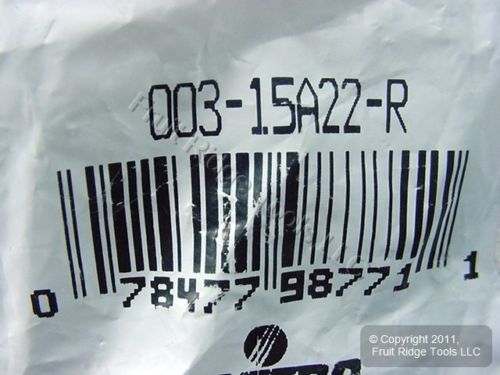 003-15A22-R
0 78477 98771 1
© Copyright 2011,
Fruit Ridge Tools LLC